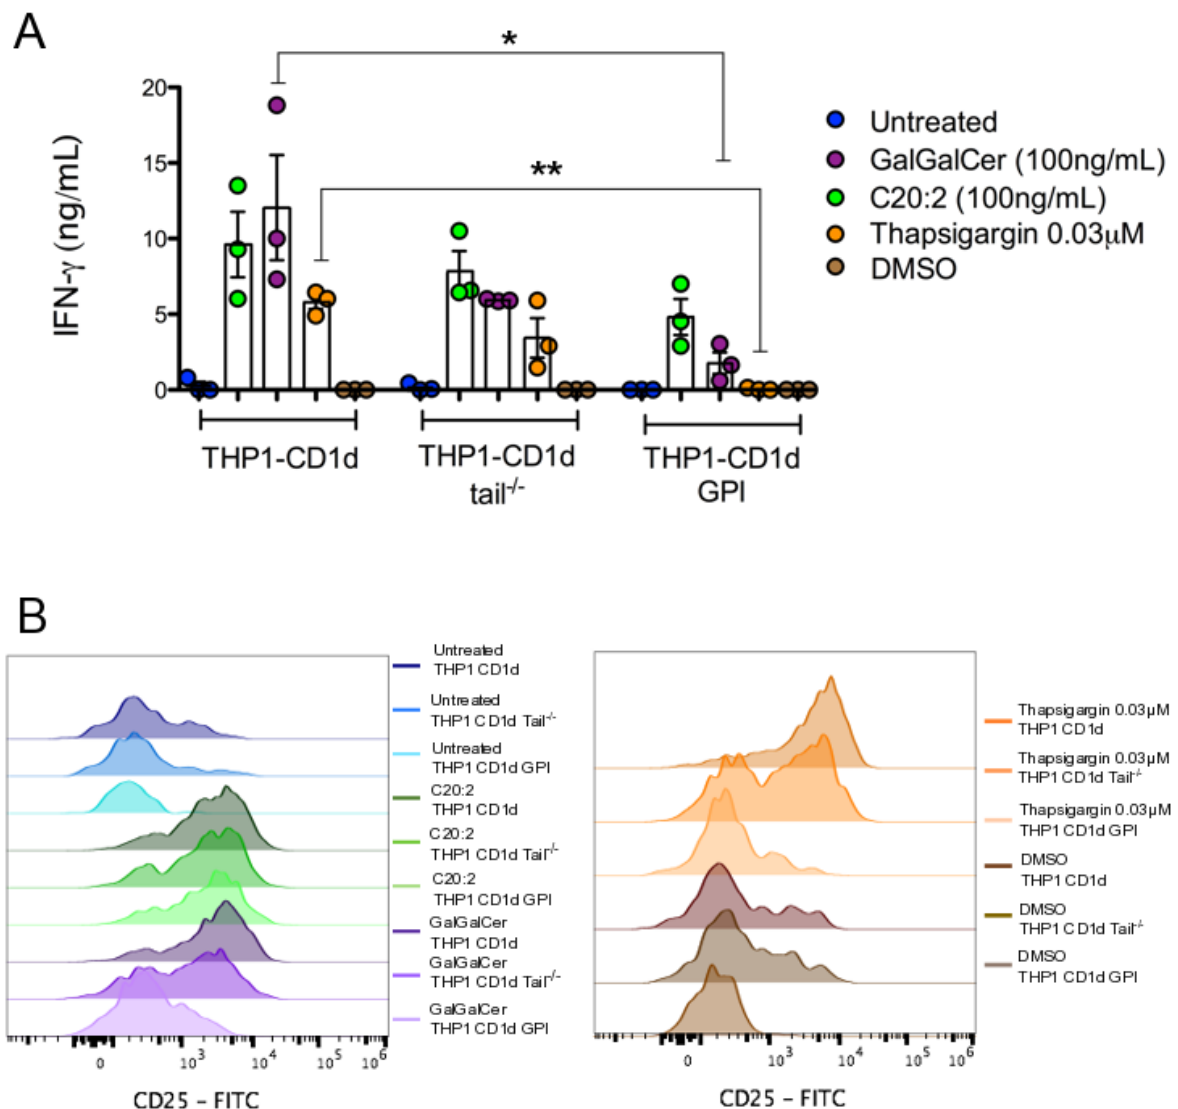 A
*
**
IFN-γ (ng/mL)
20
15
10
5
0
Untreated
GalGalCer (100ng/mL)
C20:2 (100ng/mL)
Thapsigargin 0.03μM
DMSO
THP1-CD1d
THP1-CD1d
tail-/-
THP1-CD1d
GPI
B
Untreated
THP1 CD1d
Untreated
THP1 CD1d Tail-/-
Untreated
THP1 CD1d GPI
C20:2
THP1 CD1d
C20:2
THP1 CD1d Tail-/-
C20:2
THP1 CD1d GPI
GalGalCer
THP1 CD1d
GalGalCer
THP1 CD1d Tail-/-
GalGalCer
THP1 CD1d GPI
0 10³ 10⁴ 10⁵ 10⁶
CD25 – FITC
Thapsigargin 0.03μM
THP1 CD1d
Thapsigargin 0.03μM
THP1 CD1d Tail-/-
Thapsigargin 0.03μM
THP1 CD1d GPI
DMSO
THP1 CD1d
DMSO
THP1 CD1d Tail-/-
DMSO
THP1 CD1d GPI
0 10³ 10⁴ 10⁵ 10⁶
CD25 – FITC